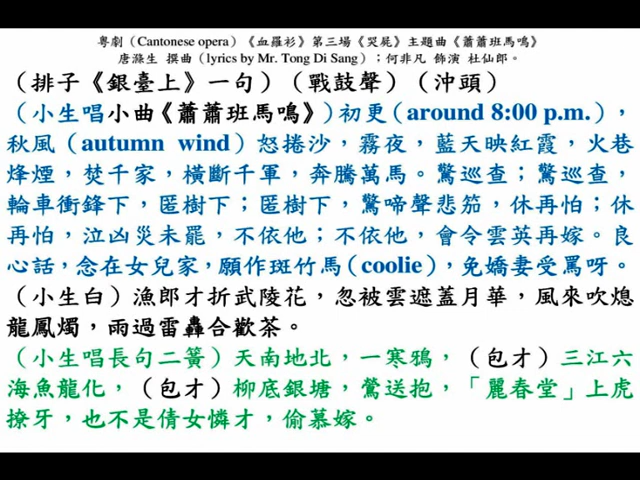 粵劇（Cantonese opera）《血羅衫》第三場《哭屍》主題曲《蕭蕭班馬鳴》
唐滌生 撰曲（lyrics by Mr. Tong Di Sang）；何非凡 飾演 杜仙郎。
（排子《銀臺上》一句）（戰鼓聲）（沖頭）
（小生唱小曲《蕭蕭班馬鳴》）初更（around 8:00 p.m.），
秋風（autumn wind）怒捲沙，霧夜，藍天映紅霞，火巷
烽煙，焚千家，橫斷千軍，奔騰萬馬。驚巡查；驚巡查，
輪車衝鋒下，匿樹下；匿樹下，驚啼聲悲笳，休再怕；休
再怕，泣凶災未罷，不依他；不依他，會令雲英再嫁。良
心話，念在女兒家，願作斑竹馬（coolie），免嬌妻受罵呀。
（小生白）漁郎才折武陵花，忽被雲遮蓋月華，風來吹熄
龍鳳燭，雨過雷轟合歡茶。
（小生唱長句二簧）天南地北，一寒鴉，（包才）三江六
海魚龍化，（包才）柳底銀塘，鶯送抱，「麗春堂」上虎
撩牙，也不是倩女憐才，偷慕嫁。